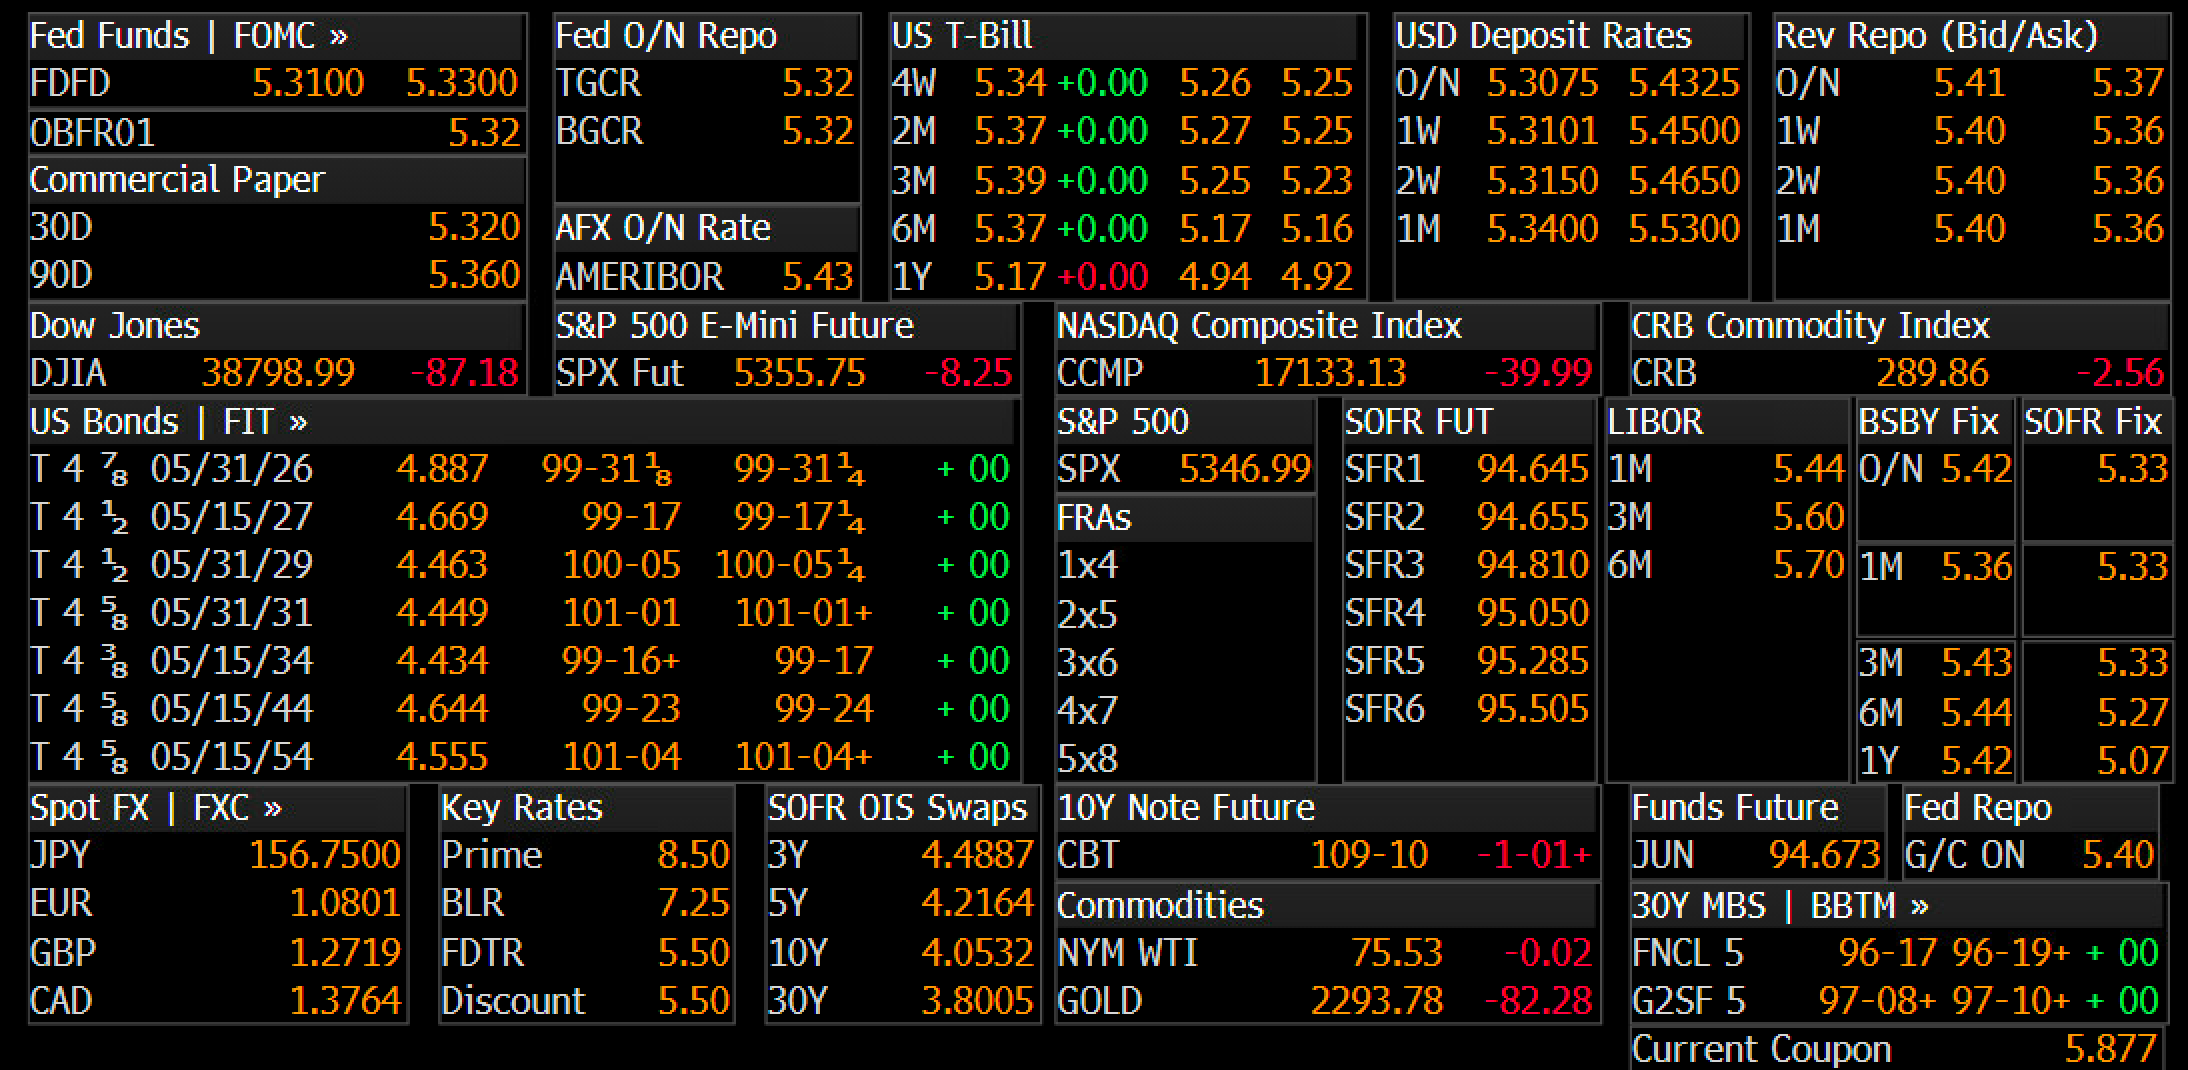 Fed Funds | FOMC »
FDFD 5.3100 5.3300
OBFR01 5.32
Commercial Paper
30D 5.320
90D 5.360
Fed O/N Repo
TGCR 5.32
BGCR 5.32
AFX O/N Rate
AMERIBOR 5.43
US T-Bill
4W 5.34 +0.00 5.26 5.25
2M 5.37 +0.00 5.27 5.25
3M 5.39 +0.00 5.25 5.23
6M 5.37 +0.00 5.17 5.16
1Y 5.17 +0.00 4.94 4.92
USD Deposit Rates
O/N 5.3075 5.4325
1W 5.3101 5.4500
2W 5.3150 5.4650
1M 5.3400 5.5300
Rev Repo (Bid/Ask)
O/N 5.41 5.37
1W 5.40 5.36
2W 5.40 5.36
1M 5.40 5.36
Dow Jones
DJIA 38798.99 -87.18
S&P 500 E-Mini Future
SPX Fut 5355.75 -8.25
NASDAQ Composite Index
CCMP 17133.13 -39.99
CRB Commodity Index
CRB 289.86 -2.56
US Bonds | FIT »
T 4 ⅞ 05/31/26 4.887 99-31⅛ 99-31¼ + 00
T 4 ½ 05/15/27 4.669 99-17 99-17¼ + 00
T 4 ½ 05/31/29 4.463 100-05 100-05¼ + 00
T 4 ⅝ 05/31/31 4.449 101-01 101-01+ + 00
T 4 ⅜ 05/15/34 4.434 99-16+ 99-17 + 00
T 4 ⅝ 05/15/44 4.644 99-23 99-24 + 00
T 4 ⅝ 05/15/54 4.555 101-04 101-04+ + 00
S&P 500
SPX 5346.99
FRAs
1x4
2x5
3x6
4x7
5x8
SOFR FUT
SFR1 94.645
SFR2 94.655
SFR3 94.810
SFR4 95.050
SFR5 95.285
SFR6 95.505
LIBOR
1M 5.44
3M 5.60
6M 5.70
BSBY Fix SOFR Fix
O/N 5.42 5.33
1M 5.36 5.33
3M 5.43 5.33
6M 5.44 5.27
1Y 5.42 5.07
Spot FX | FXC »
JPY 156.7500
EUR 1.0801
GBP 1.2719
CAD 1.3764
Key Rates
Prime 8.50
BLR 7.25
FDTR 5.50
Discount 5.50
SOFR OIS Swaps
3Y 4.4887
5Y 4.2164
10Y 4.0532
30Y 3.8005
10Y Note Future
CBT 109-10 -1-01+
Commodities
NYM WTI 75.53 -0.02
GOLD 2293.78 -82.28
Funds Future
JUN 94.673
Fed Repo
G/C ON 5.40
30Y MBS | BBTM »
FNCL 5 96-17 96-19+ + 00
G2SF 5 97-08+ 97-10+ + 00
Current Coupon 5.877